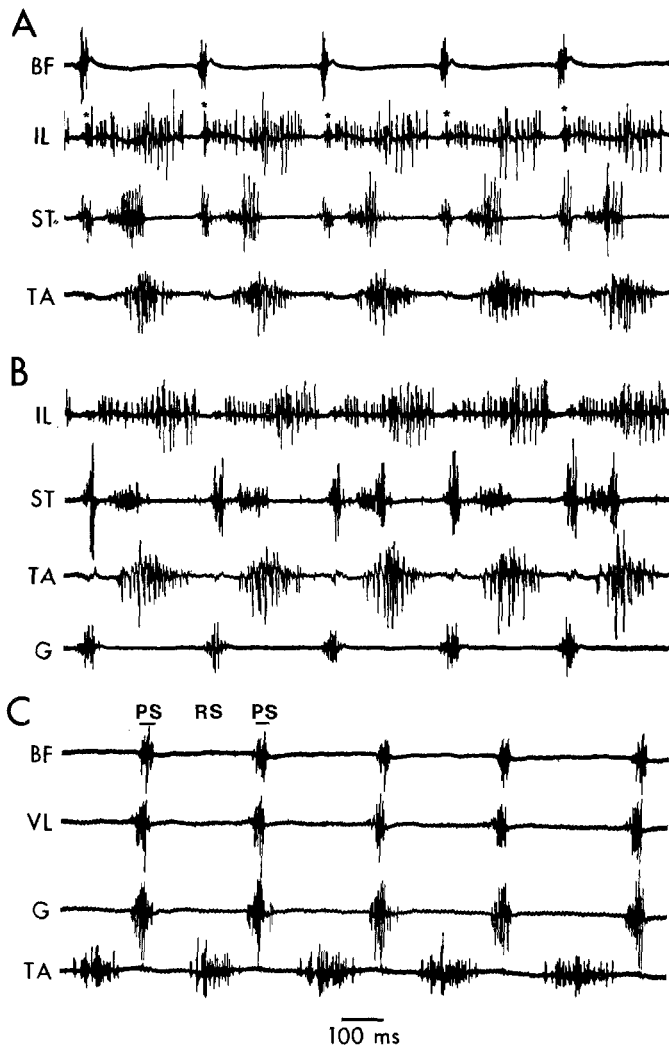 A
BF
* * * * *
IL
ST
TA
B
IL
ST
TA
G
C
PS RS PS
BF
VL
G
TA
100 ms